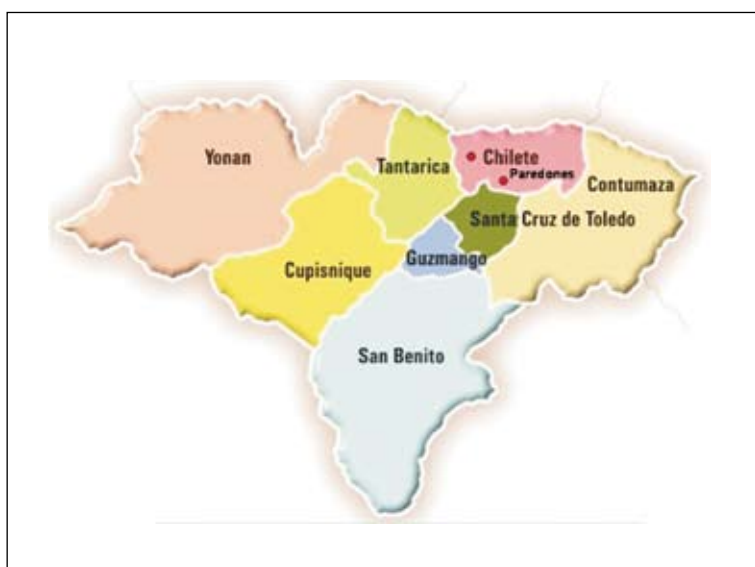 Yonan
Tantarica
Chilete
Paredones
Contumaza
Santa Cruz de Toledo
Guzmango
Cupisnique
San Benito